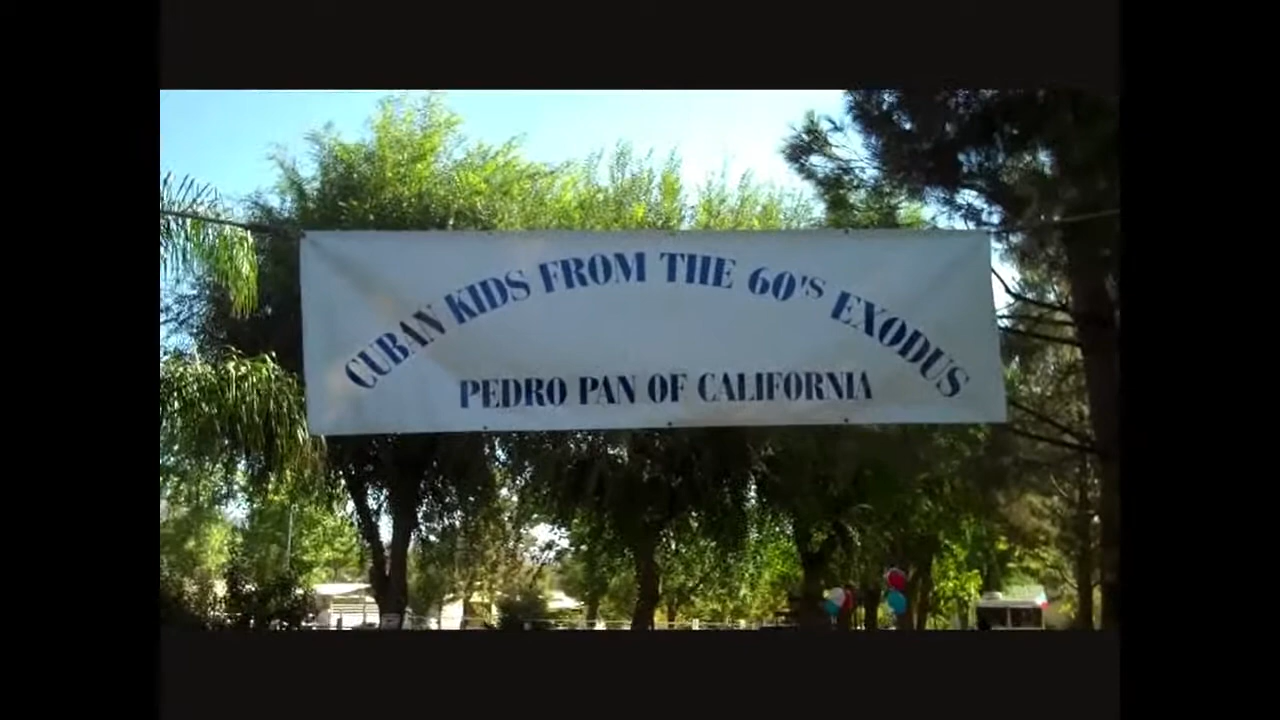 CUBAN KIDS FROM THE 60'S EXODUS
PEDRO PAN OF CALIFORNIA